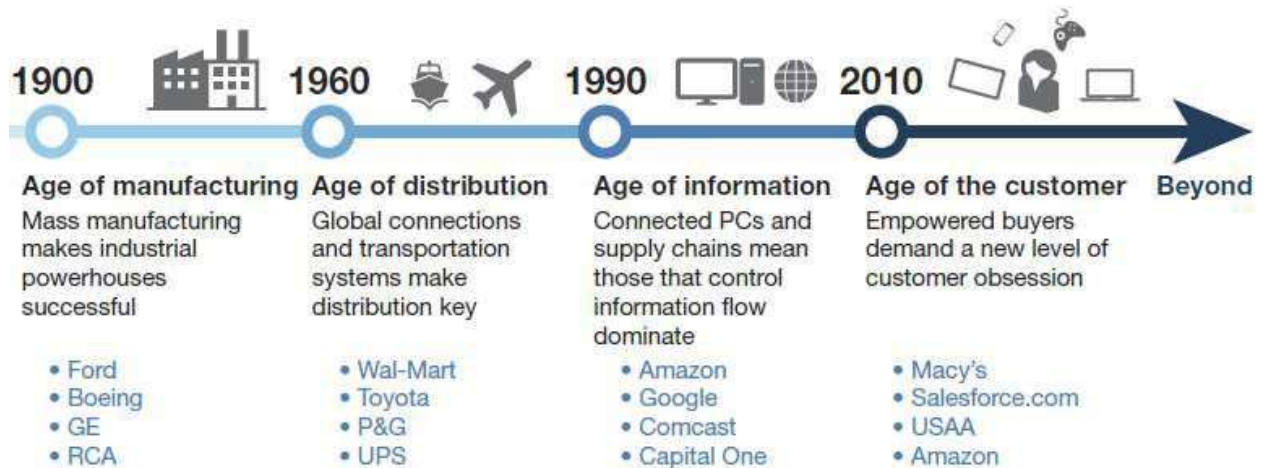 1900
1960
1990
2010
Age of manufacturing
Mass manufacturing
makes industrial
powerhouses
successful
• Ford
• Boeing
• GE
• RCA
Age of distribution
Global connections
and transportation
systems make
distribution key
• Wal-Mart
• Toyota
• P&G
• UPS
Age of information
Connected PCs and
supply chains mean
those that control
information flow
dominate
• Amazon
• Google
• Comcast
• Capital One
Age of the customer
Empowered buyers
demand a new level of
customer obsession
• Macy's
• Salesforce.com
• USAA
• Amazon
Beyond